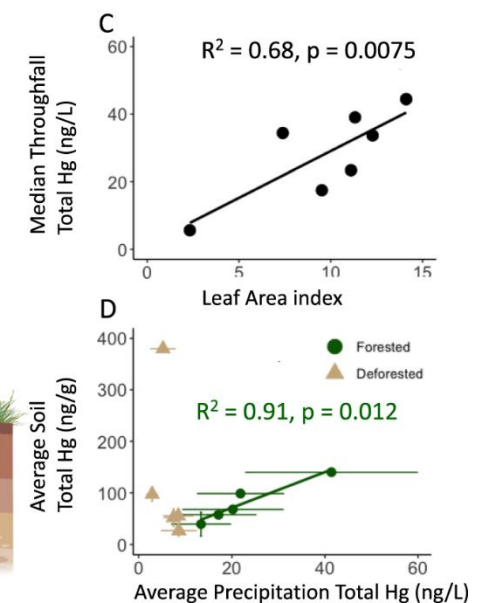 C
R² = 0.68, p = 0.0075
Median Throughfall
Total Hg (ng/L)
60
40
20
0
0 5 10 15
Leaf Area index
D
Average Soil
Total Hg (ng/g)
400
300
200
100
0
Forested
Deforested
R² = 0.91, p = 0.012
0 20 40 60
Average Precipitation Total Hg (ng/L)